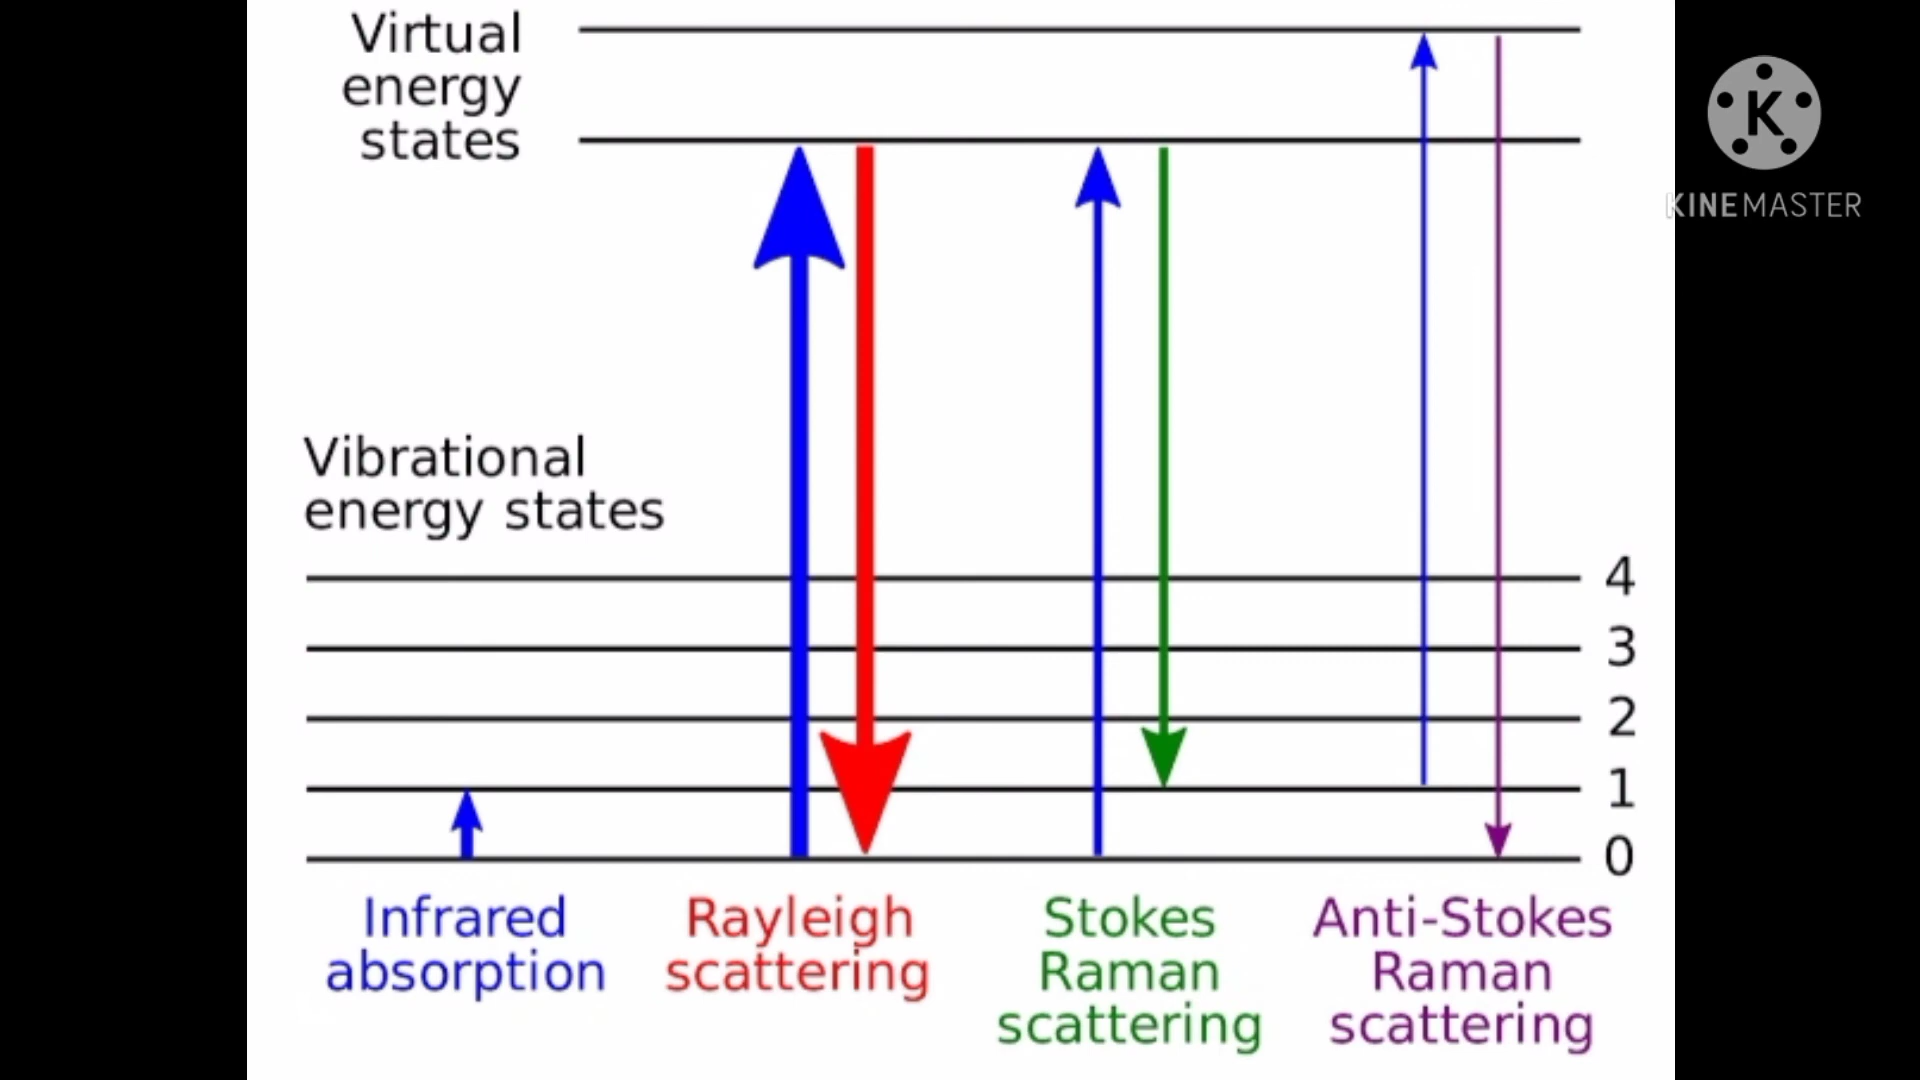 Virtual
energy
states
K
KINEMASTER
Vibrational
energy states
4
3
2
1
0
Infrared
absorption
Rayleigh
scattering
Stokes
Raman
scattering
Anti-Stokes
Raman
scattering